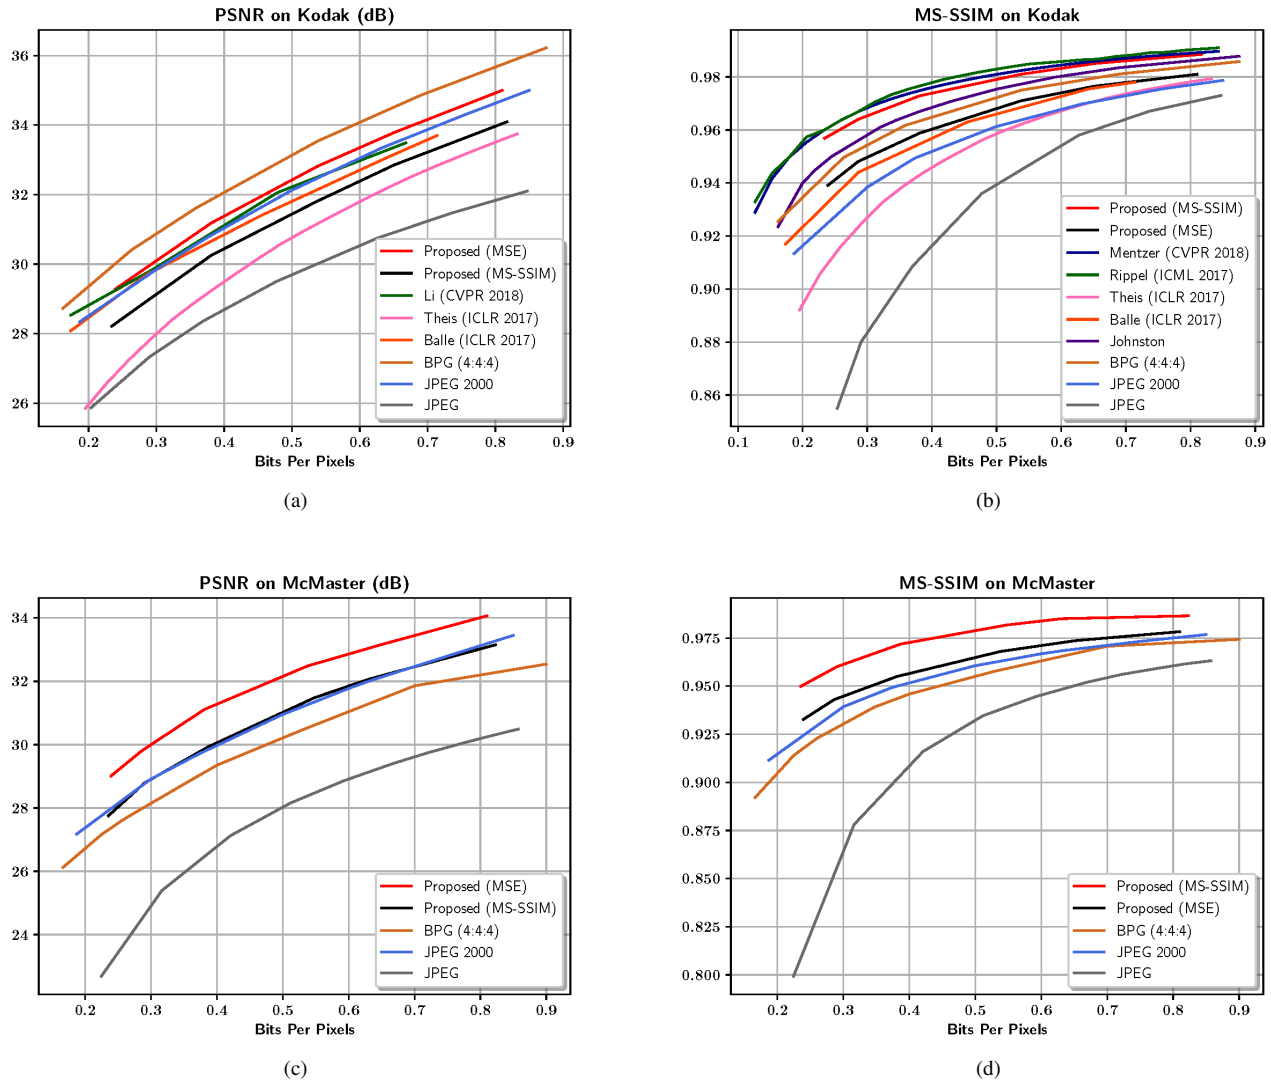 PSNR on Kodak (dB)
36
34
32
30
28
26
Proposed (MSE)
Proposed (MS-SSIM)
Li (CVPR 2018)
Theis (ICLR 2017)
Balle (ICLR 2017)
BPG (4:4:4)
JPEG 2000
JPEG
0.2 0.3 0.4 0.5 0.6 0.7 0.8 0.9
Bits Per Pixels
(a)
MS-SSIM on Kodak
0.98
0.96
0.94
0.92
0.90
0.88
0.86
Proposed (MS-SSIM)
Proposed (MSE)
Mentzer (CVPR 2018)
Rippel (ICML 2017)
Theis (ICLR 2017)
Balle (ICLR 2017)
Johnston
BPG (4:4:4)
JPEG 2000
JPEG
0.1 0.2 0.3 0.4 0.5 0.6 0.7 0.8 0.9
Bits Per Pixels
(b)
PSNR on McMaster (dB)
34
32
30
28
26
24
Proposed (MSE)
Proposed (MS-SSIM)
BPG (4:4:4)
JPEG 2000
JPEG
0.2 0.3 0.4 0.5 0.6 0.7 0.8 0.9
Bits Per Pixels
(c)
MS-SSIM on McMaster
0.975
0.950
0.925
0.900
0.875
0.850
0.825
0.800
Proposed (MS-SSIM)
Proposed (MSE)
BPG (4:4:4)
JPEG 2000
JPEG
0.2 0.3 0.4 0.5 0.6 0.7 0.8 0.9
Bits Per Pixels
(d)